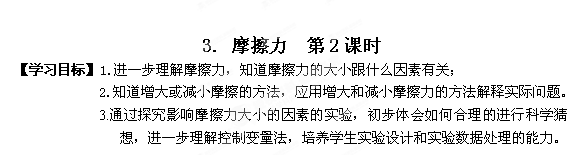 3. 摩擦力 第2课时
【学习目标】1.进一步理解摩擦力，知道摩擦力的大小跟什么因素有关；
2.知道增大或减小摩擦的方法，应用增大和减小摩擦力的方法解释实际问题。
3.通过探究影响摩擦力大小的因素的实验，初步体会如何合理的进行科学猜
想，进一步理解控制变量法，培养学生实验设计和实验数据处理的能力。